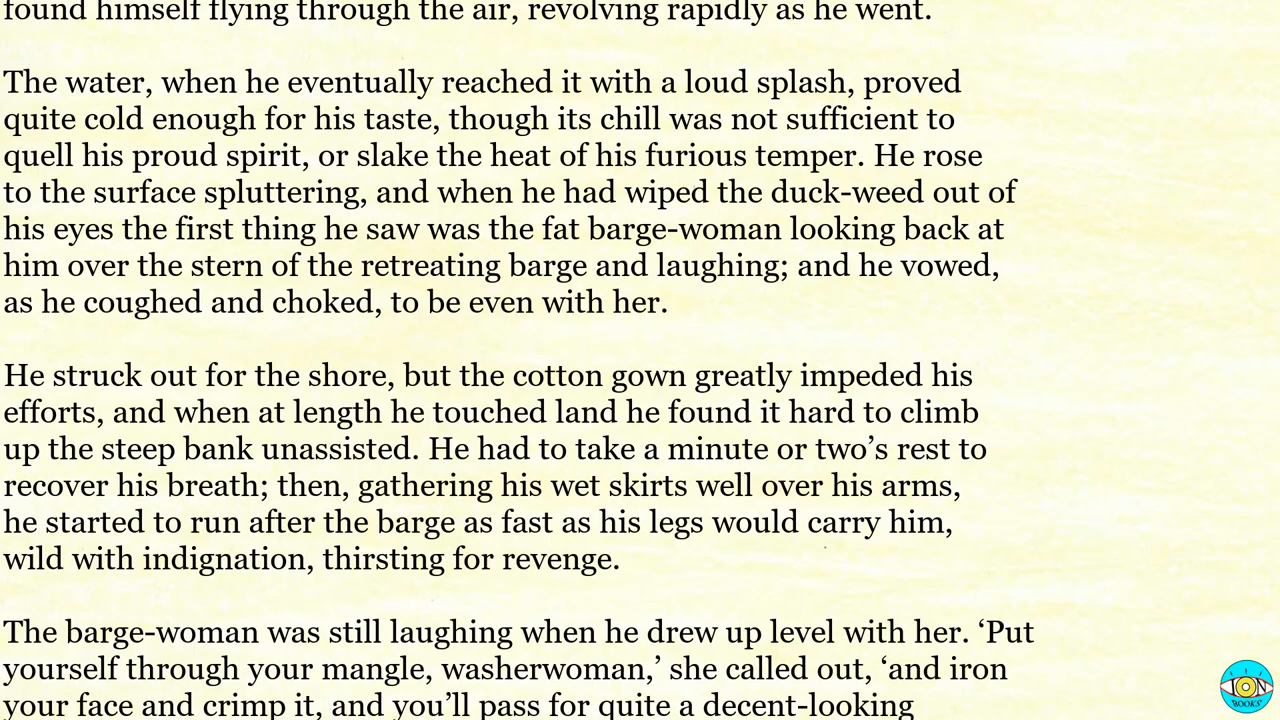 found himself flying through the air, revolving rapidly as he went.
The water, when he eventually reached it with a loud splash, proved
quite cold enough for his taste, though its chill was not sufficient to
quell his proud spirit, or slake the heat of his furious temper. He rose
to the surface spluttering, and when he had wiped the duck-weed out of
his eyes the first thing he saw was the fat barge-woman looking back at
him over the stern of the retreating barge and laughing; and he vowed,
as he coughed and choked, to be even with her.
He struck out for the shore, but the cotton gown greatly impeded his
efforts, and when at length he touched land he found it hard to climb
up the steep bank unassisted. He had to take a minute or two’s rest to
recover his breath; then, gathering his wet skirts well over his arms,
he started to run after the barge as fast as his legs would carry him,
wild with indignation, thirsting for revenge.
The barge-woman was still laughing when he drew up level with her. ‘Put
yourself through your mangle, washerwoman,’ she called out, ‘and iron
your face and crimp it, and you’ll pass for quite a decent-looking
ION
BOOKS